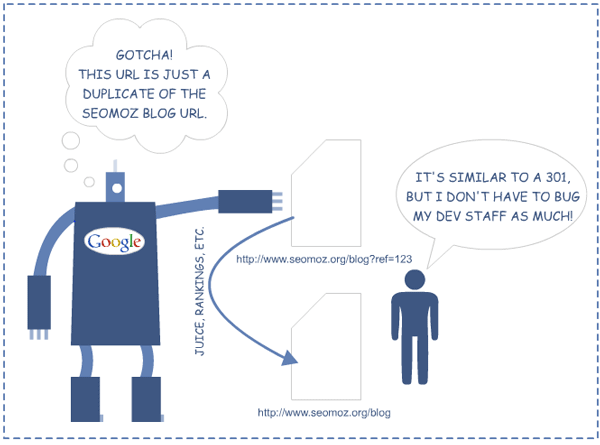 GOTCHA!
THIS URL IS JUST A
DUPLICATE OF THE
SEOMOZ BLOG URL.
Google
IT'S SIMILAR TO A 301,
BUT I DON'T HAVE TO BUG
MY DEV STAFF AS MUCH!
http://www.seomoz.org/blog?ref=123
JUICE, RANKINGS, ETC.
http://www.seomoz.org/blog